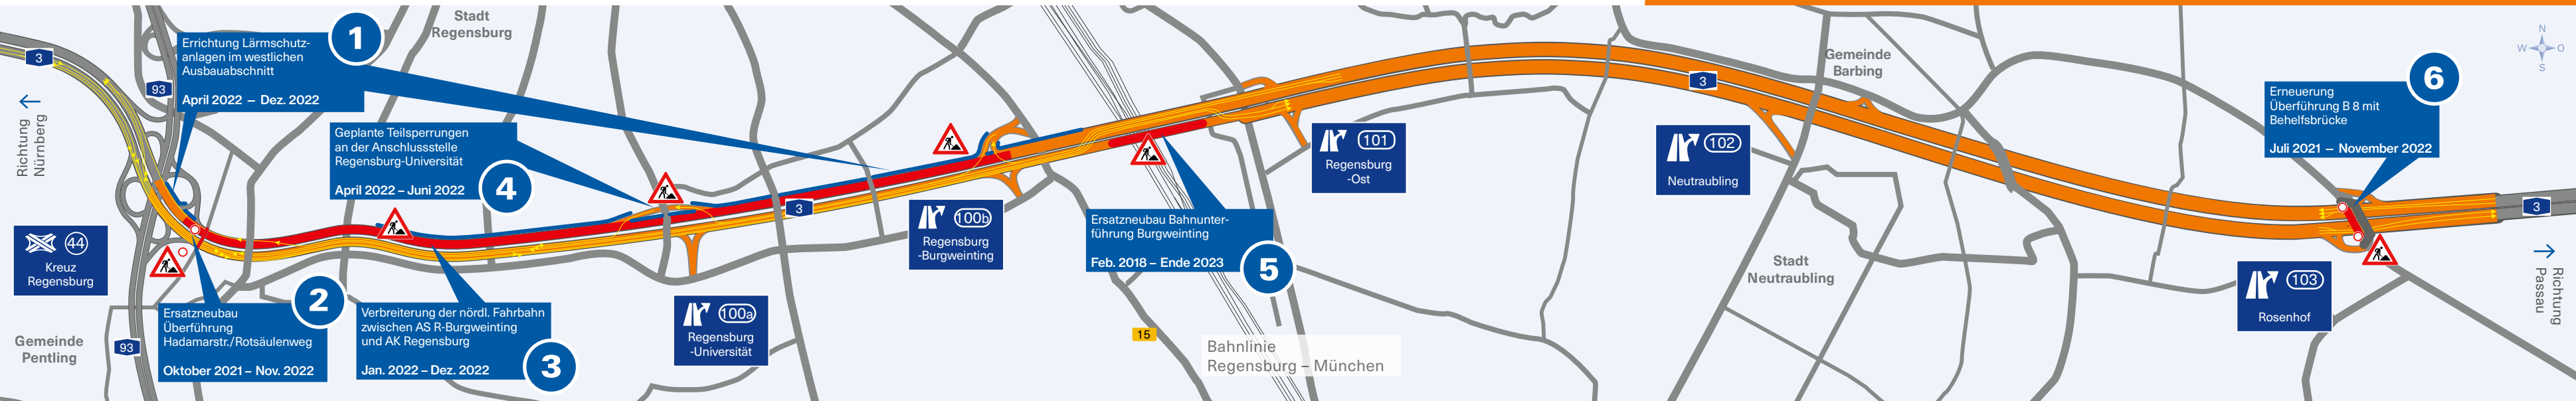 Stadt
Regensburg
3
93
Richtung
Nürnberg
Errichtung Lärmschutz-
anlagen im westlichen
Ausbauabschnitt
April 2022 – Dez. 2022
1
Geplante Teilsperrungen
an der Anschlussstelle
Regensburg-Universität
April 2022 – Juni 2022
4
44
Kreuz
Regensburg
Gemeinde
Pentling
93
Ersatzneubau
Überführung
Hadamarstr./Rotsäulenweg
Oktober 2021 – Nov. 2022
2
Verbreiterung der nördl. Fahrbahn
zwischen AS R-Burgweinting
und AK Regensburg
Jan. 2022 – Dez. 2022
3
100a
Regensburg
-Universität
3
100b
Regensburg
-Burgweinting
Ersatzneubau Bahnunter-
führung Burgweinting
Feb. 2018 – Ende 2023
5
15
Bahnlinie
Regensburg – München
101
Regensburg
-Ost
3
102
Neutraubling
Gemeinde
Barbing
Stadt
Neutraubling
Erneuerung
Überführung B 8 mit
Behelfsbrücke
Juli 2021 – November 2022
6
103
Rosenhof
N
W
O
S
3
Richtung
Passau